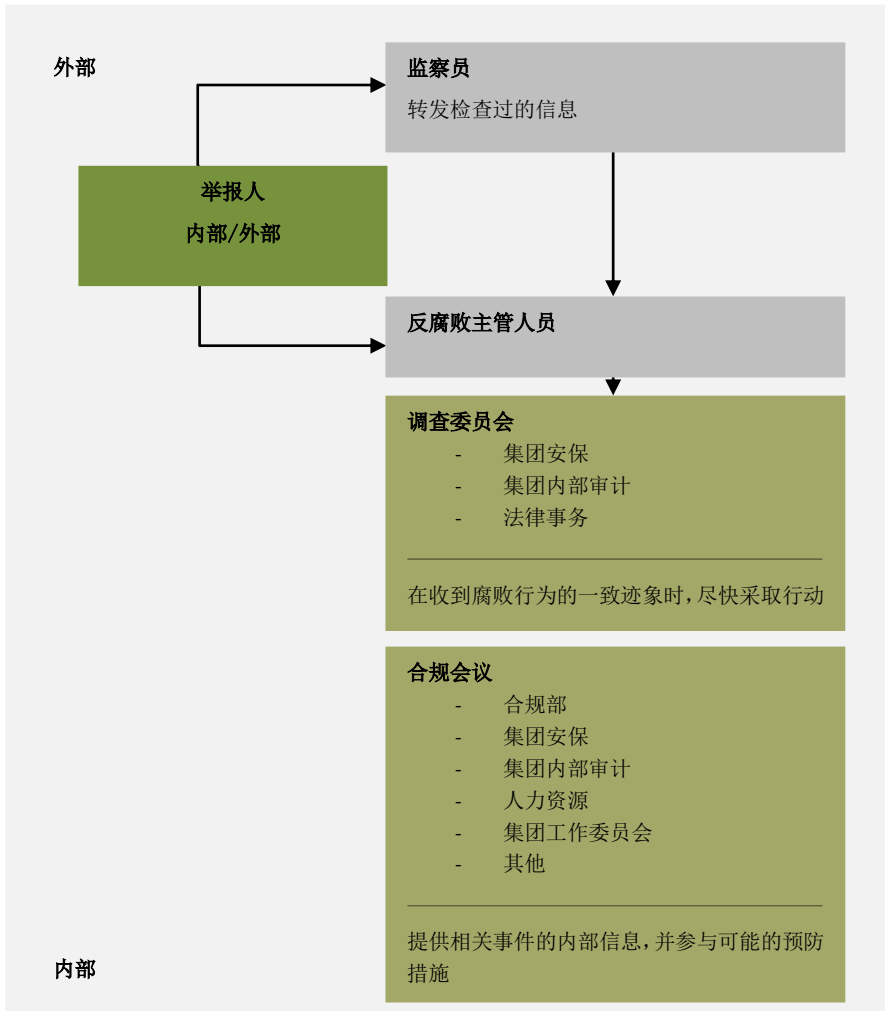 外部
监察员
转发检查过的信息
举报人
内部/外部
反腐败主管人员
调查委员会
- 集团安保
- 集团内部审计
- 法律事务
在收到腐败行为的一致迹象时,尽快采取行动
合规会议
- 合规部
- 集团安保
- 集团内部审计
- 人力资源
- 集团工作委员会
- 其他
提供相关事件的内部信息,并参与可能的预防
措施
内部